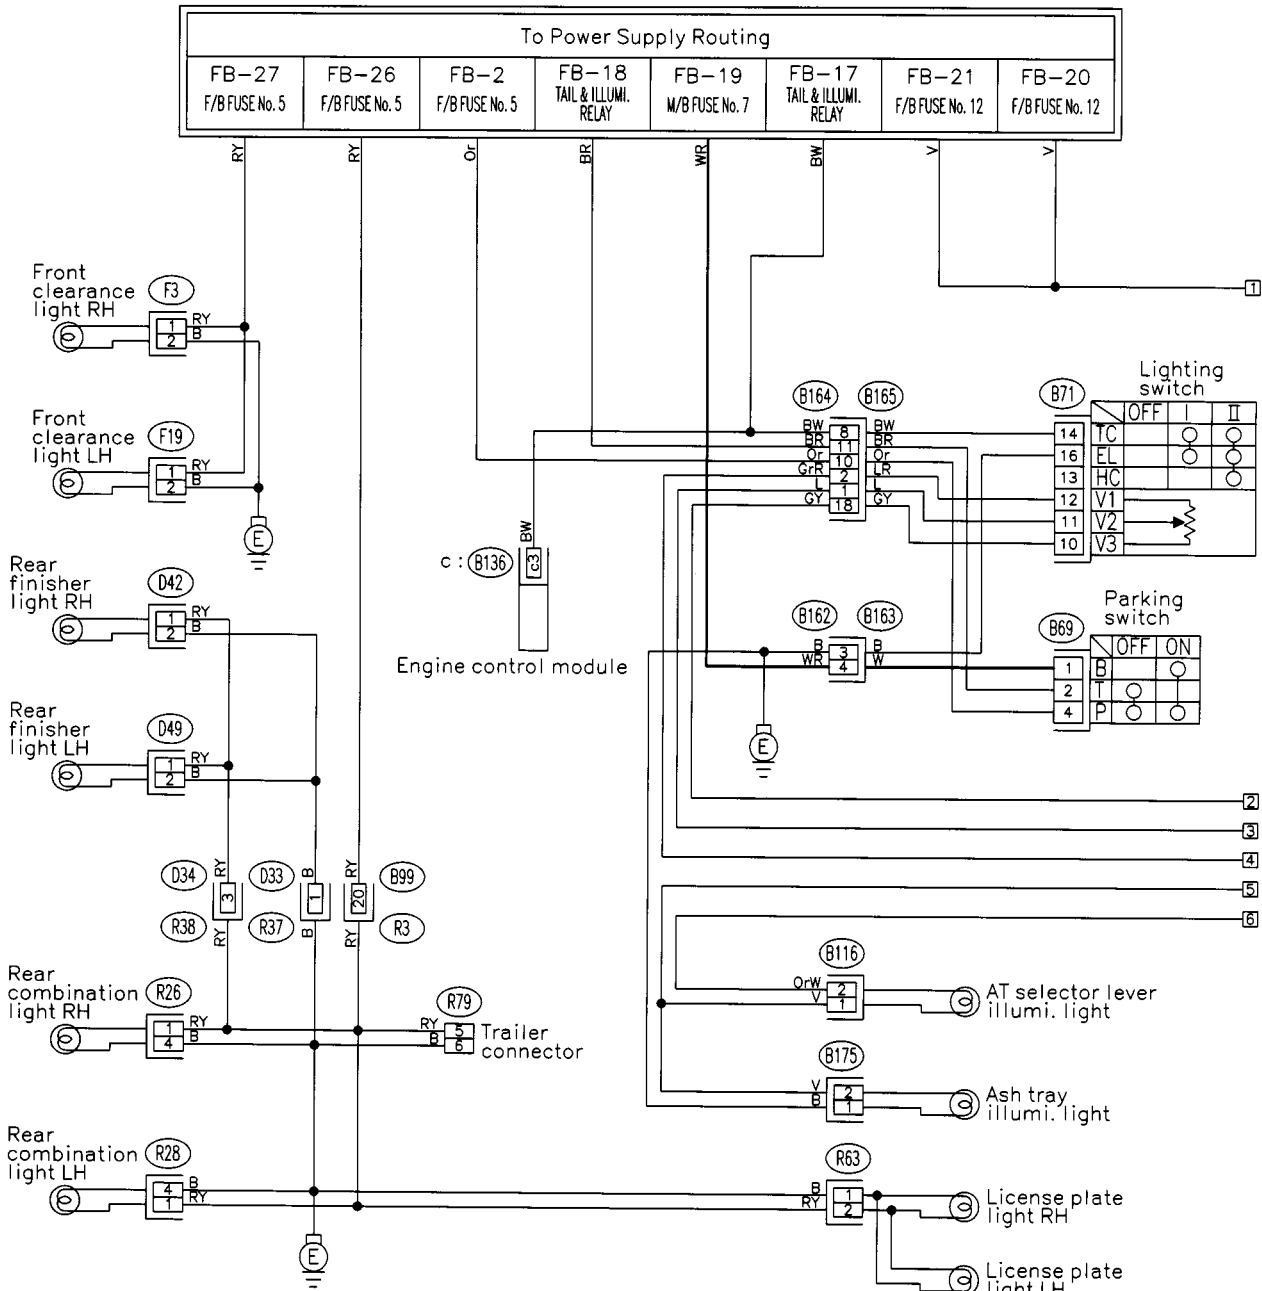 To Power Supply Routing
FB-27 FB-26 FB-2 FB-18 FB-19 FB-17 FB-21 FB-20
F/B FUSE No. 5 F/B FUSE No. 5 F/B FUSE No. 5 TAIL & ILLUMI. RELAY M/B FUSE No. 7 TAIL & ILLUMI. RELAY F/B FUSE No. 12 F/B FUSE No. 12
RY RY Or BR WR BW V V
Front
clearance
light RH
F3
1 RY
2 B
1
Front
clearance
light LH
F19
1 RY
2 B
E
Lighting
switch
B164 B165 B71
OFF I II
BW 8 BW 14 TC
BR 11 BR 16 EL
Or 10 Or 13 HC
GrR 2 LR 12 V1
L 1 L 11 V2
GY 18 GY 10 V3
BW
c : B136 c3
Engine control module
Rear
finisher
light RH
D42
1 RY
2 B
Parking
switch
B162 B163 B69
OFF ON
B 3 B
WR 4 W
1 B
2 T
4 P
E
Rear
finisher
light LH
D49
1 RY
2 B
2
3
4
5
6
RY B RY
D34 D33 B99
3 1 20
R38 R37 R3
RY B RY
Rear
combination
light RH
R26
1 RY
4 B
R79
RY 5
B 6
Trailer
connector
B116
OrW 2
V 1
AT selector lever
illumi. light
B175
V 2
B 1
Ash tray
illumi. light
Rear
combination
light LH
R28
4 B
1 RY
E
R63
B 1
RY 2
License plate
light RH
License plate
light LH